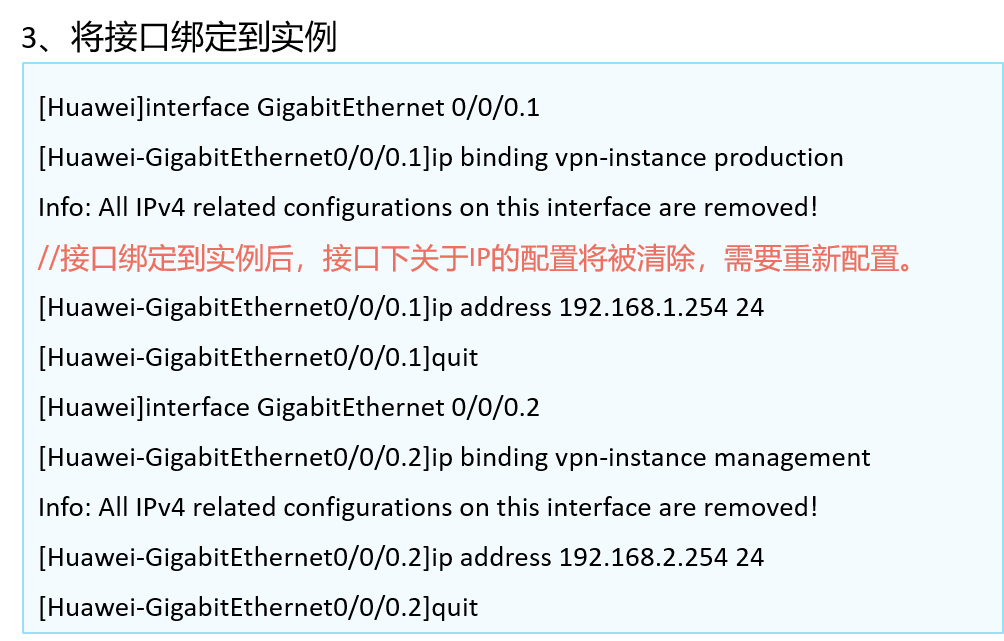 3、将接口绑定到实例
[Huawei]interface GigabitEthernet 0/0/0.1
[Huawei-GigabitEthernet0/0/0.1]ip binding vpn-instance production
Info: All IPv4 related configurations on this interface are removed!
//接口绑定到实例后，接口下关于IP的配置将被清除，需要重新配置。
[Huawei-GigabitEthernet0/0/0.1]ip address 192.168.1.254 24
[Huawei-GigabitEthernet0/0/0.1]quit
[Huawei]interface GigabitEthernet 0/0/0.2
[Huawei-GigabitEthernet0/0/0.2]ip binding vpn-instance management
Info: All IPv4 related configurations on this interface are removed!
[Huawei-GigabitEthernet0/0/0.2]ip address 192.168.2.254 24
[Huawei-GigabitEthernet0/0/0.2]quit